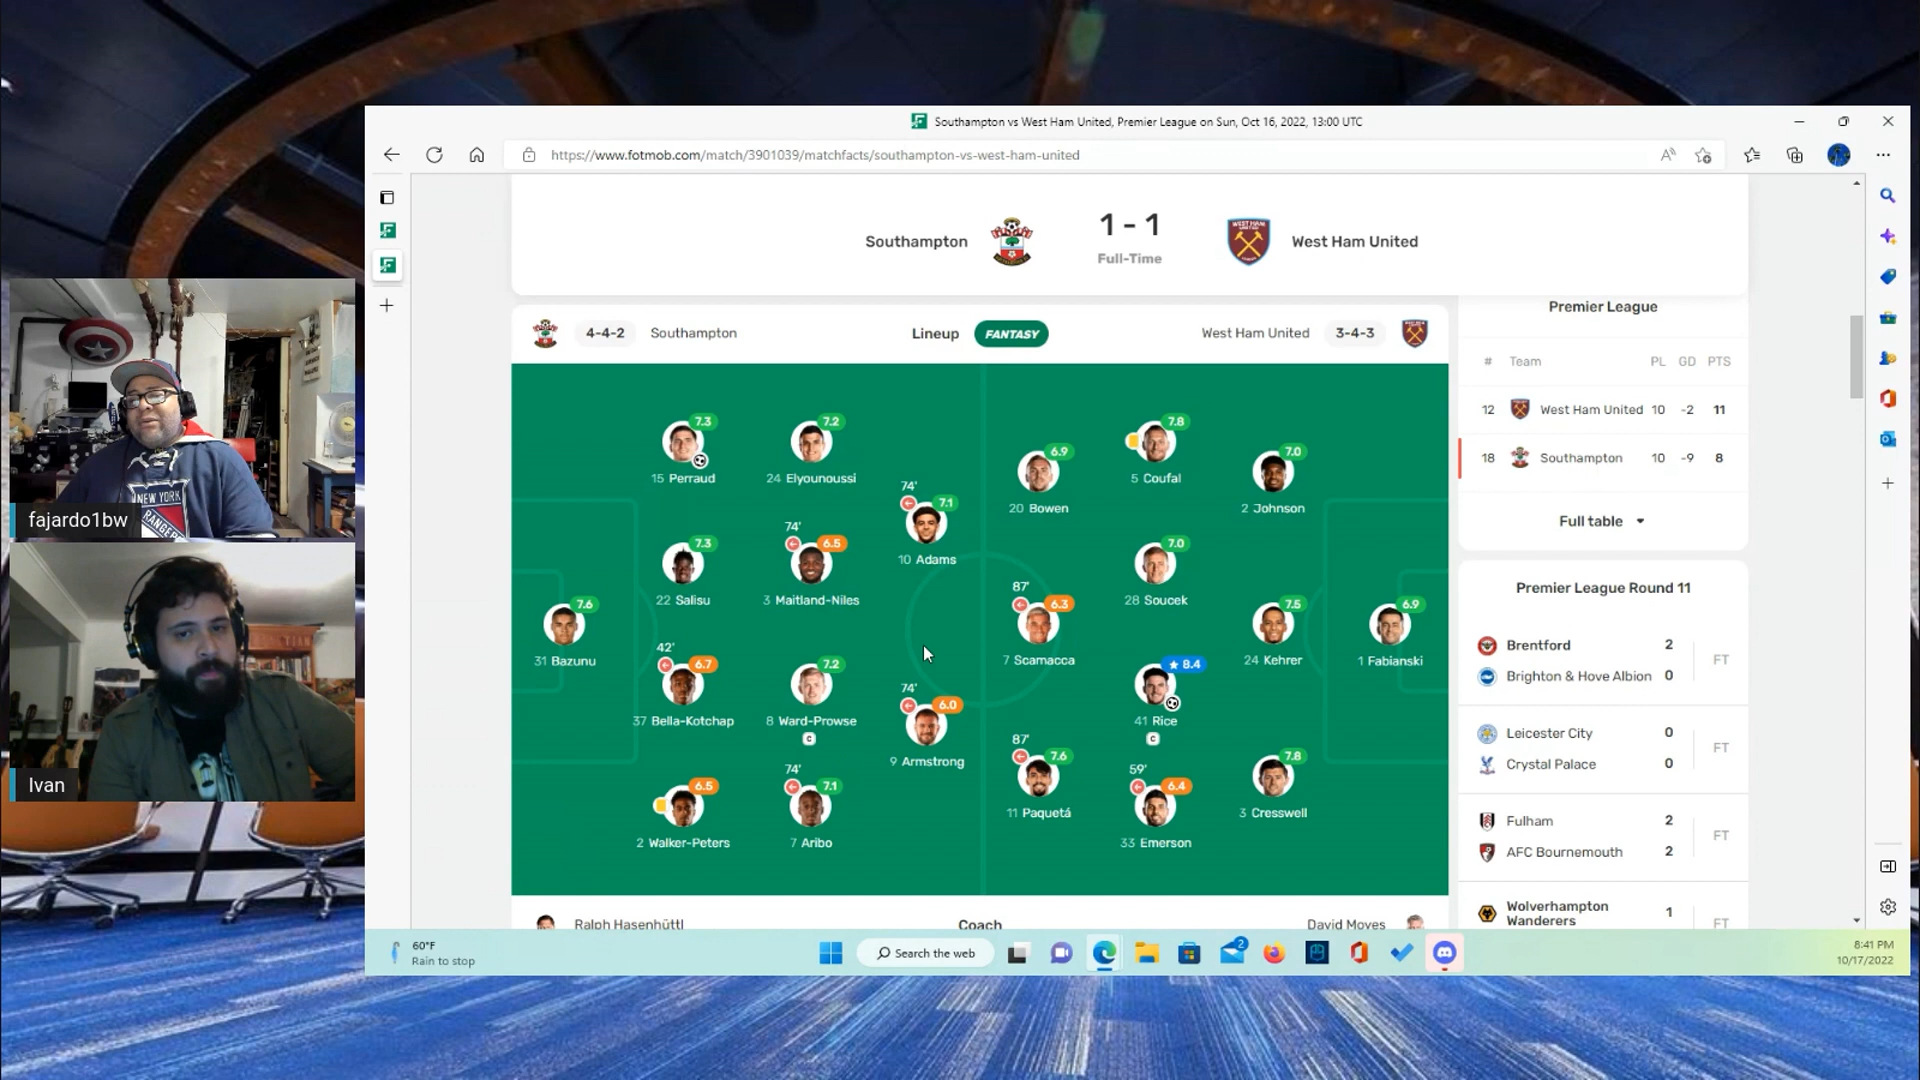 Southampton vs West Ham United, Premier League on Sun, Oct 16, 2022, 13:00 UTC
https://www.fotmob.com/match/3901039/matchfacts/southampton-vs-west-ham-united
Southampton
1 - 1
Full-Time
West Ham United
4-4-2
Southampton
Lineup
FANTASY
West Ham United
3-4-3
7.3
15 Perraud
7.2
24 Elyounoussi
74'
7.1
10 Adams
7.3
22 Salisu
74'
6.5
3 Maitland-Niles
7.6
31 Bazunu
42'
6.7
37 Bella-Kotchap
7.2
8 Ward-Prowse
C
74'
6.0
9 Armstrong
6.5
2 Walker-Peters
74'
7.1
7 Aribo
6.9
20 Bowen
7.8
5 Coufal
7.0
2 Johnson
87'
6.3
7 Scamacca
7.0
28 Soucek
7.5
24 Kehrer
6.9
1 Fabianski
8.4
41 Rice
C
87'
7.6
11 Paquetá
59'
6.4
33 Emerson
7.8
3 Cresswell
Ralph Hasenhüttl
Coach
David Moyes
Premier League
# Team PL GD PTS
12 West Ham United 10 -2 11
18 Southampton 10 -9 8
Full table
Premier League Round 11
Brentford 2
Brighton & Hove Albion 0
FT
Leicester City 0
Crystal Palace 0
FT
Fulham 2
AFC Bournemouth 2
FT
Wolverhampton
Wanderers
1
FT
60°F
Rain to stop
Search the web
2
8:41 PM
10/17/2022
NEW YORK
RANGERS
fajardo1bw
Ivan